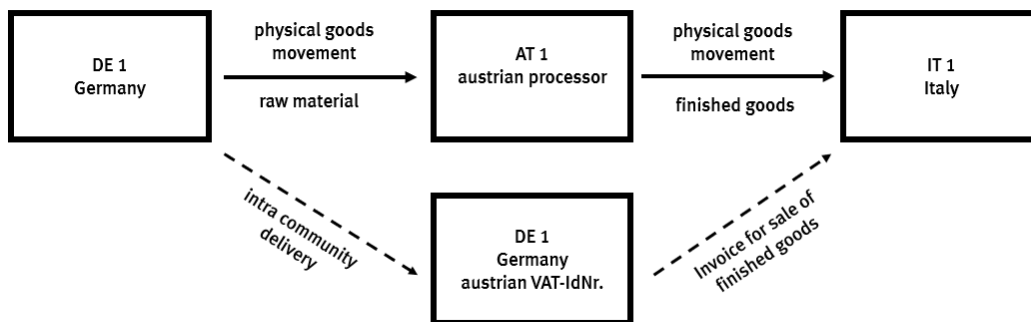 DE 1
Germany
physical goods
movement
raw material
AT 1
austrian processor
physical goods
movement
finished goods
IT 1
Italy
intra community
delivery
DE 1
Germany
austrian VAT-IdNr.
Invoice for sale of
finished goods